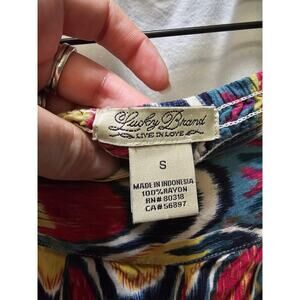 Lucky Brand
LIVE IN LOVE
S
MADE IN INDONESIA
100% RAYON
RN# 80318
CA# 56897